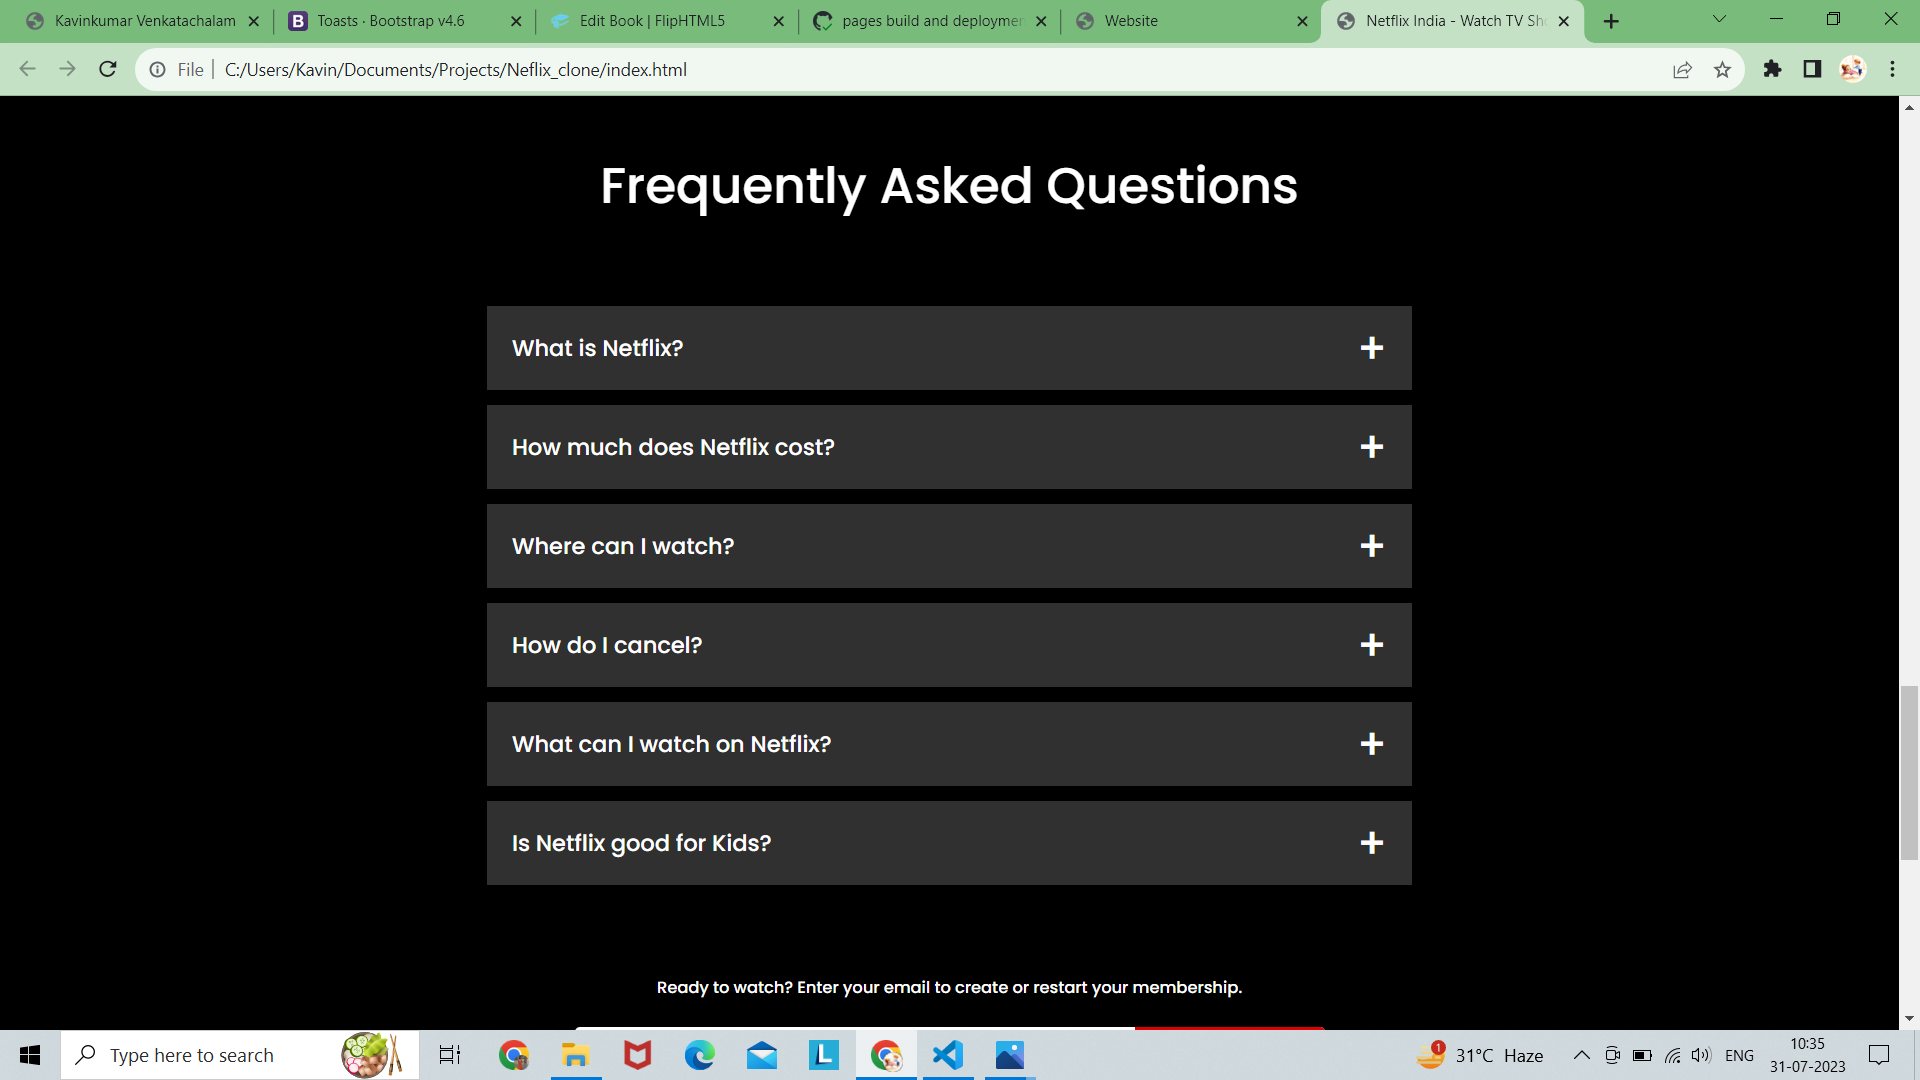 Kavinkumar Venkatachalam
Toasts · Bootstrap v4.6
Edit Book | FlipHTML5
pages build and deploymen
Website
Netflix India - Watch TV Sh
File
C:/Users/Kavin/Documents/Projects/Neflix_clone/index.html
Frequently Asked Questions
What is Netflix?
How much does Netflix cost?
Where can I watch?
How do I cancel?
What can I watch on Netflix?
Is Netflix good for Kids?
Ready to watch? Enter your email to create or restart your membership.
Type here to search
L
1
31°C Haze
ENG
10:35
31-07-2023